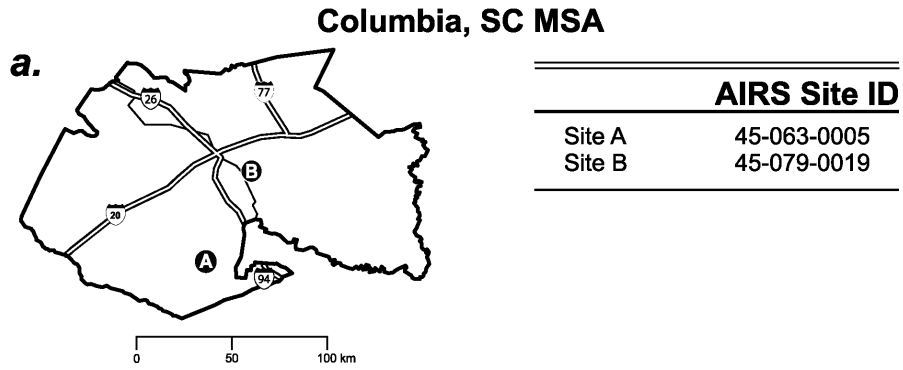 Columbia, SC MSA
a.
26
77
B
20
A
94
0 50 100 km
AIRS Site ID
Site A 45-063-0005
Site B 45-079-0019